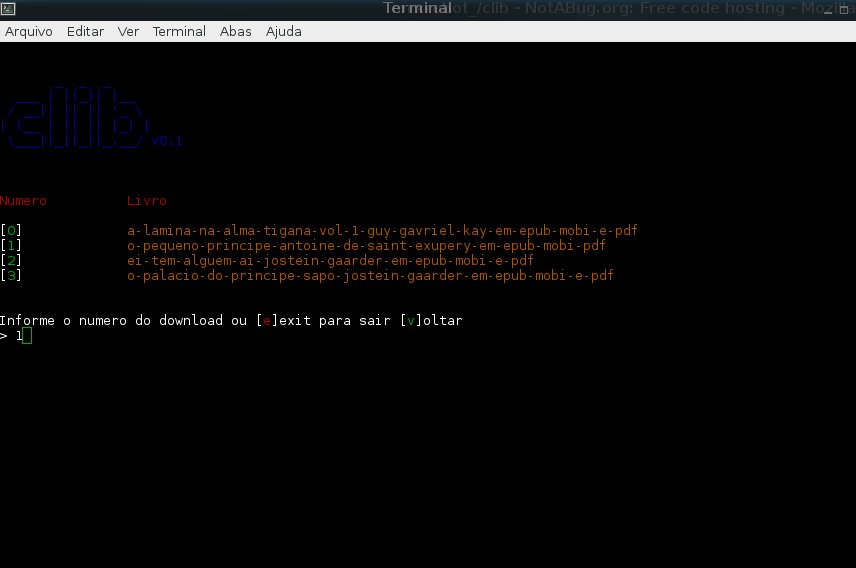 Terminal
ot_/clib - NotABug.org: Free code hosting - Mozilla
Arquivo Editar Ver Terminal Abas Ajuda
clib v0.1
Numero Livro
[0] a-lamina-na-alma-tigana-vol-1-guy-gavriel-kay-em-epub-mobi-e-pdf
[1] o-pequeno-principe-antoine-de-saint-exupery-em-epub-mobi-pdf
[2] ei-tem-alguem-ai-jostein-gaarder-em-epub-mobi-e-pdf
[3] o-palacio-do-principe-sapo-jostein-gaarder-em-epub-mobi-e-pdf
Informe o numero do download ou [e]exit para sair [v]oltar
> 1